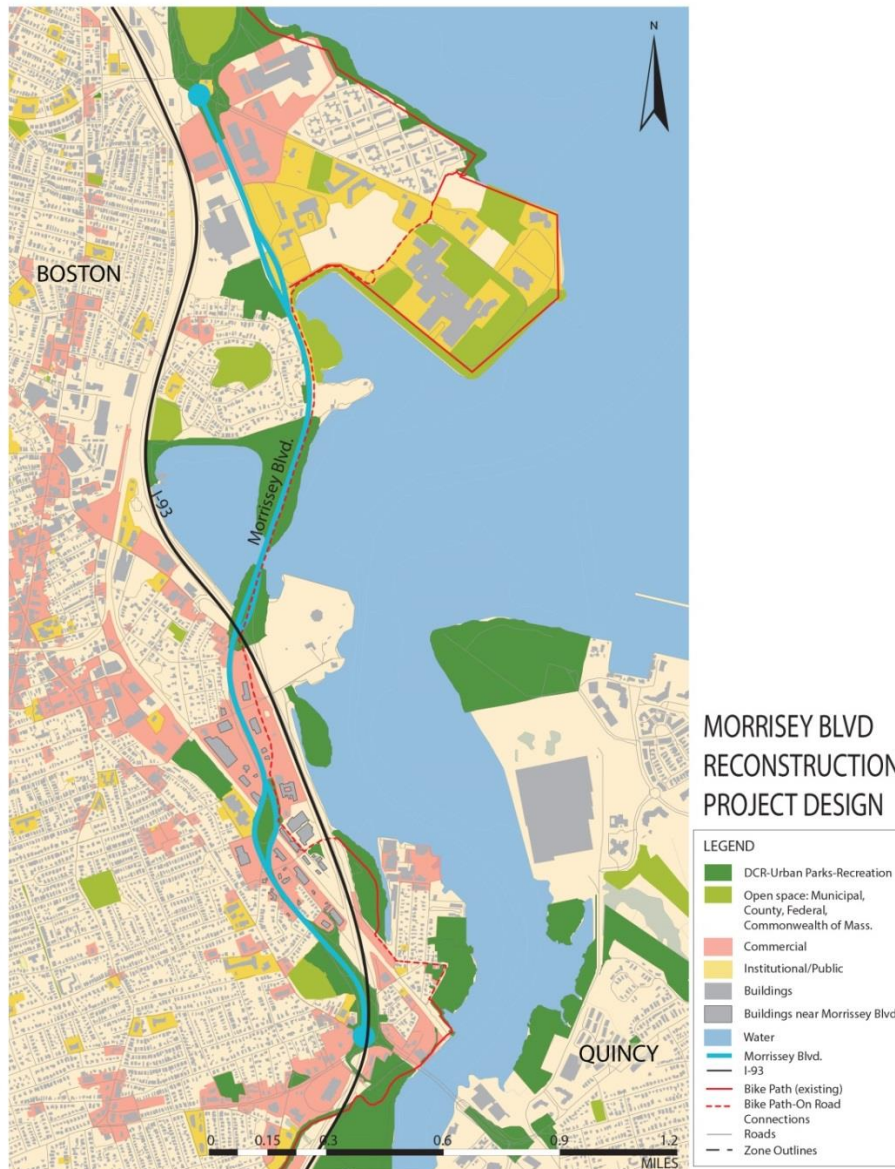 N
BOSTON
I-93
Morrissey Blvd.
QUINCY
0 0.15 0.3 0.6 0.9 1.2
MILES
MORRISEY BLVD
RECONSTRUCTION
PROJECT DESIGN
LEGEND
DCR-Urban Parks-Recreation
Open space: Municipal,
County, Federal,
Commonwealth of Mass.
Commercial
Institutional/Public
Buildings
Buildings near Morrissey Blvd
Water
Morrissey Blvd.
I-93
Bike Path (existing)
Bike Path-On Road
Connections
Roads
Zone Outlines